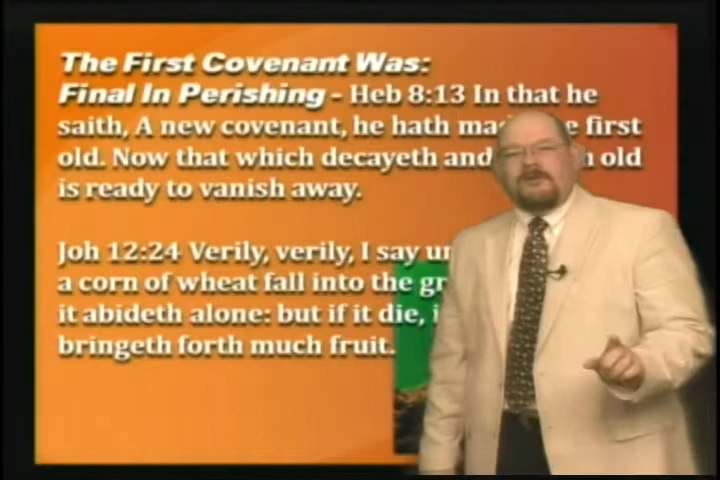 The First Covenant Was:
Final In Perishing - Heb 8:13 In that he
saith, A new covenant, he hath first
old. Now that which decayeth and old
is ready to vanish away.
Joh 12:24 Verily, verily, I say
a corn of wheat fall into the
it abideth alone: but if it die,
bringeth forth much fruit.